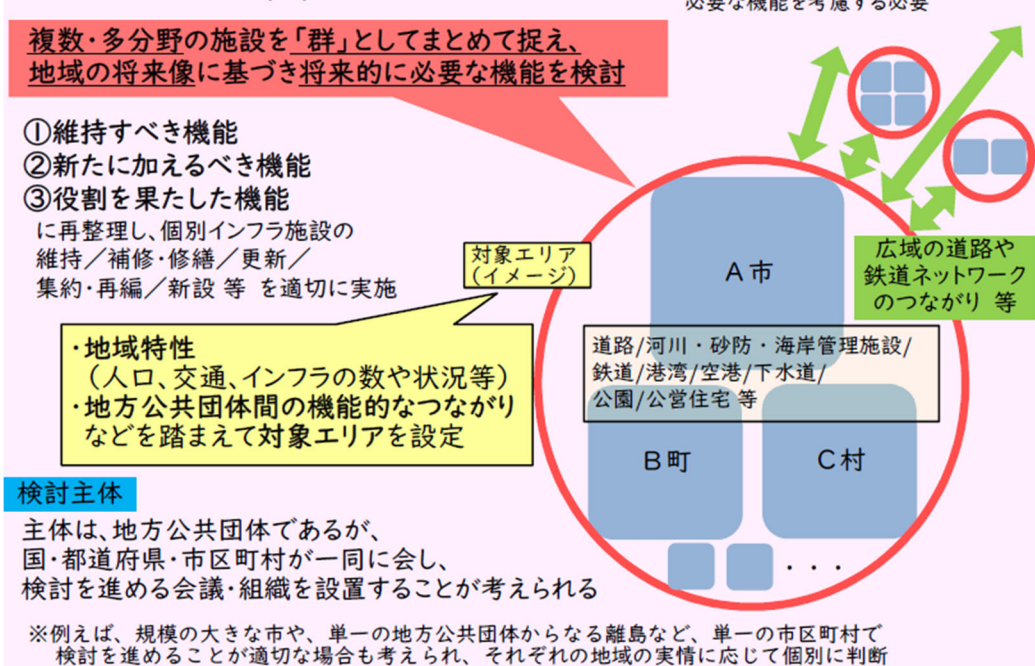 必要な機能を考慮する必要
複数・多分野の施設を「群」としてまとめて捉え、
地域の将来像に基づき将来的に必要な機能を検討
①維持すべき機能
②新たに加えるべき機能
③役割を果たした機能
に再整理し、個別インフラ施設の
維持／補修・修繕／更新／
集約・再編／新設 等 を適切に実施
対象エリア
（イメージ）
・地域特性
（人口、交通、インフラの数や状況等）
・地方公共団体間の機能的なつながり
などを踏まえて対象エリアを設定
広域の道路や
鉄道ネットワーク
のつながり 等
A市
道路/河川・砂防・海岸管理施設/
鉄道/港湾/空港/下水道/
公園/公営住宅 等
B町
C村
・・・
検討主体
主体は、地方公共団体であるが、
国・都道府県・市区町村が一同に会し、
検討を進める会議・組織を設置することが考えられる
※例えば、規模の大きな市や、単一の地方公共団体からなる離島など、単一の市区町村で
検討を進めることが適切な場合も考えられ、それぞれの地域の実情に応じて個別に判断